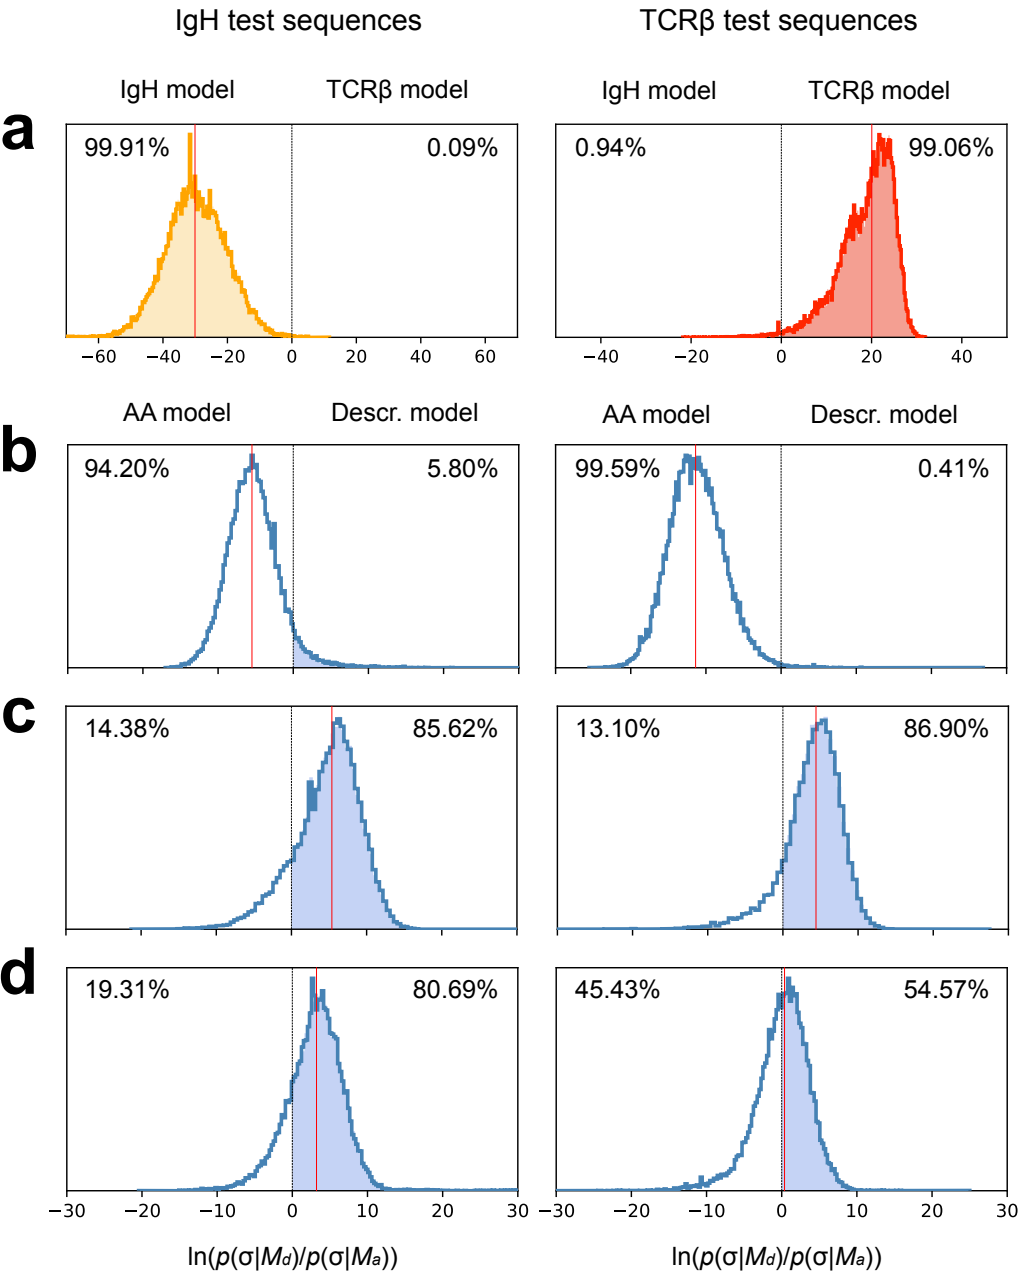 IgH test sequences TCRβ test sequences
IgH model TCRβ model IgH model TCRβ model
a
99.91% 0.09% 0.94% 99.06%
−60 −40 −20 0 20 40 60 −40 −20 0 20 40
AA model Descr. model AA model Descr. model
b
94.20% 5.80% 99.59% 0.41%
c
14.38% 85.62% 13.10% 86.90%
d
19.31% 80.69% 45.43% 54.57%
−30 −20 −10 0 10 20 30 −30 −20 −10 0 10 20 30
ln(p(σ|Md)/p(σ|Ma)) ln(p(σ|Md)/p(σ|Ma))